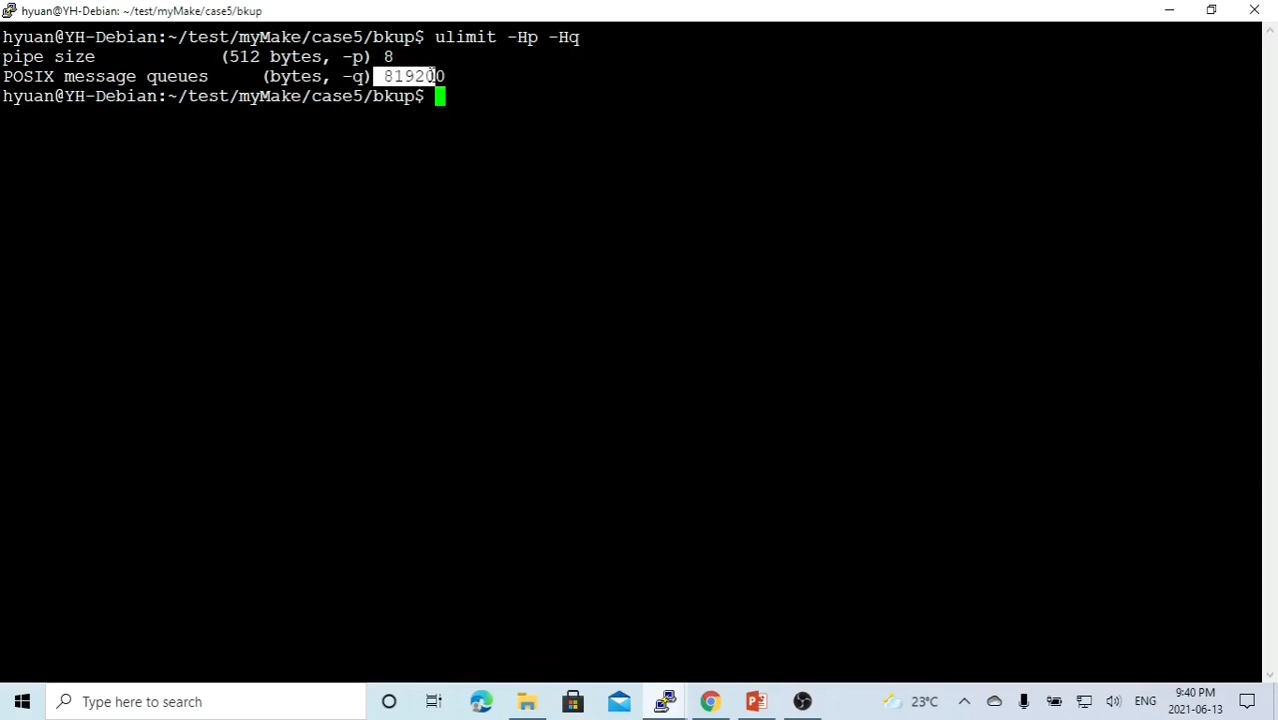 hyuan@YH-Debian: ~/test/myMake/case5/bkup
hyuan@YH-Debian:~/test/myMake/case5/bkup$ ulimit -Hp -Hq
pipe size            (512 bytes, -p) 8
POSIX message queues     (bytes, -q) 819200
hyuan@YH-Debian:~/test/myMake/case5/bkup$
Type here to search
23°C
ENG
9:40 PM
2021-06-13